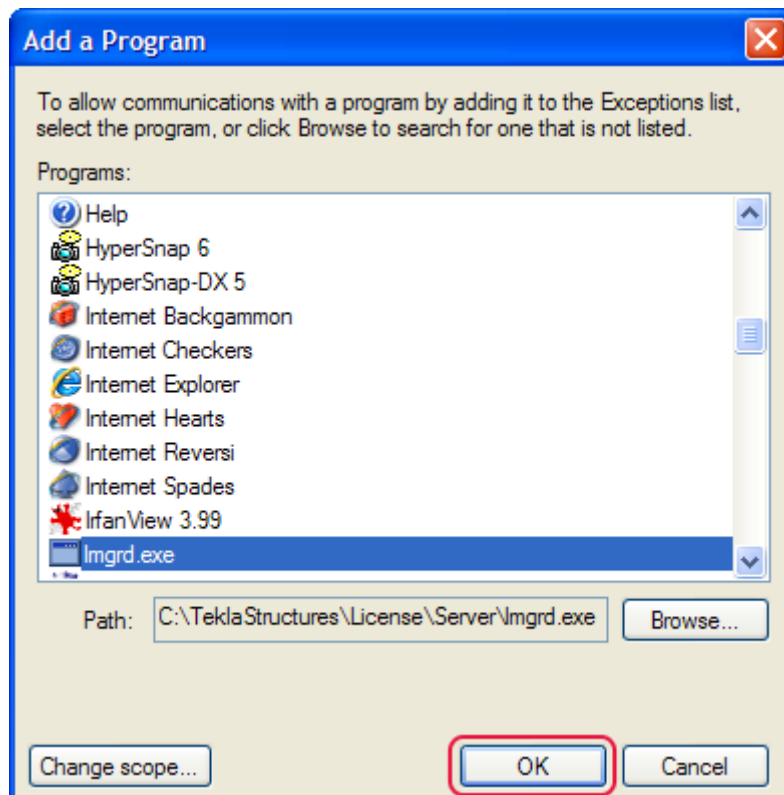 Add a Program
To allow communications with a program by adding it to the Exceptions list,
select the program, or click Browse to search for one that is not listed.
Programs:
Help
HyperSnap 6
HyperSnap-DX 5
Internet Backgammon
Internet Checkers
Internet Explorer
Internet Hearts
Internet Reversi
Internet Spades
IrfanView 3.99
lmgrd.exe
Path: C:\TeklaStructures\License\Server\lmgrd.exe Browse...
Change scope... OK Cancel